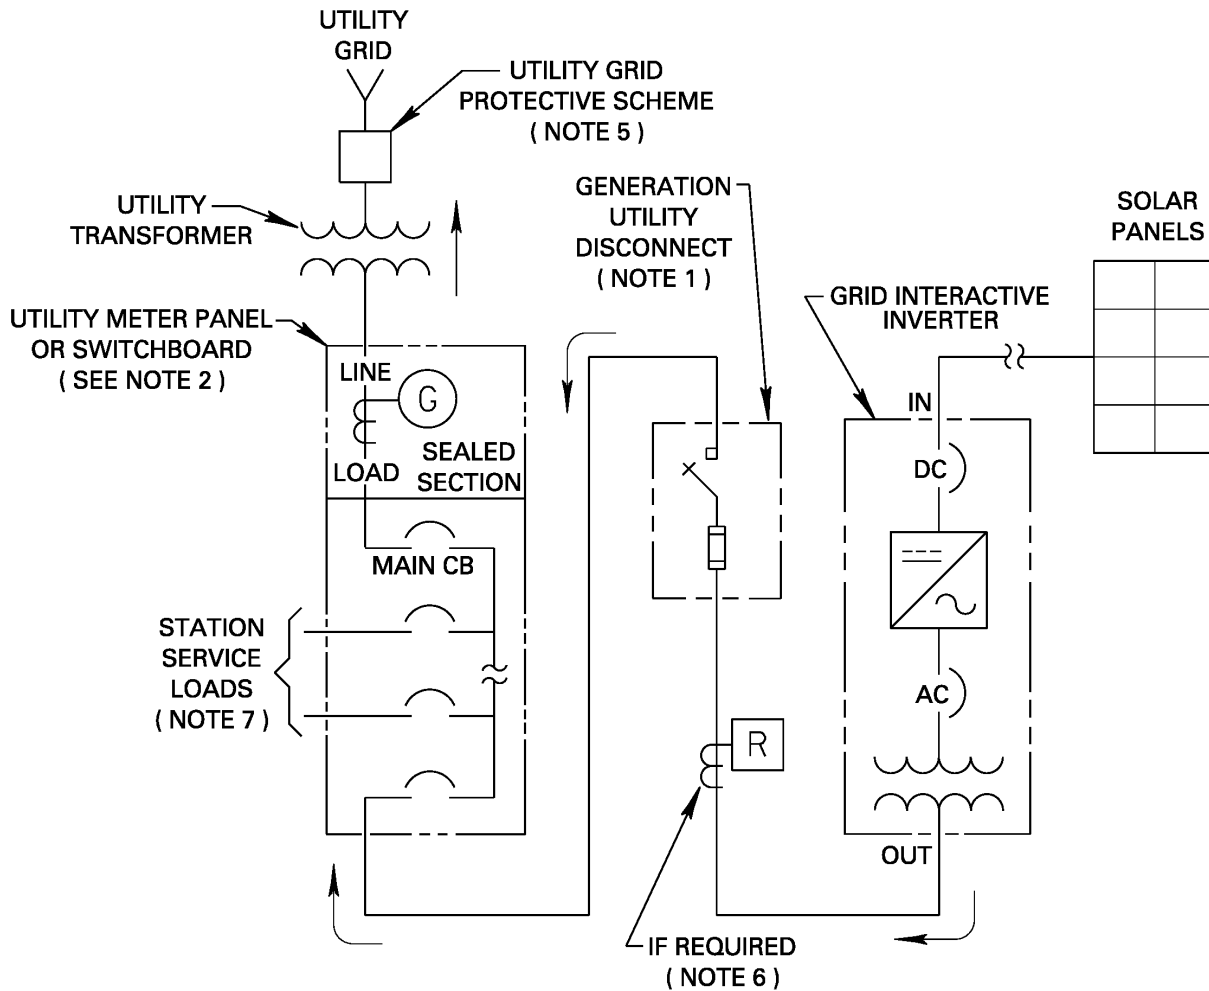 UTILITY
GRID
UTILITY GRID
PROTECTIVE SCHEME
( NOTE 5 )
UTILITY
TRANSFORMER
GENERATION
UTILITY
DISCONNECT
( NOTE 1 )
SOLAR
PANELS
UTILITY METER PANEL
OR SWITCHBOARD
( SEE NOTE 2 )
GRID INTERACTIVE
INVERTER
LINE
G
LOAD
SEALED
SECTION
MAIN CB
IN
DC
STATION
SERVICE
LOADS
( NOTE 7 )
R
AC
OUT
IF REQUIRED
( NOTE 6 )